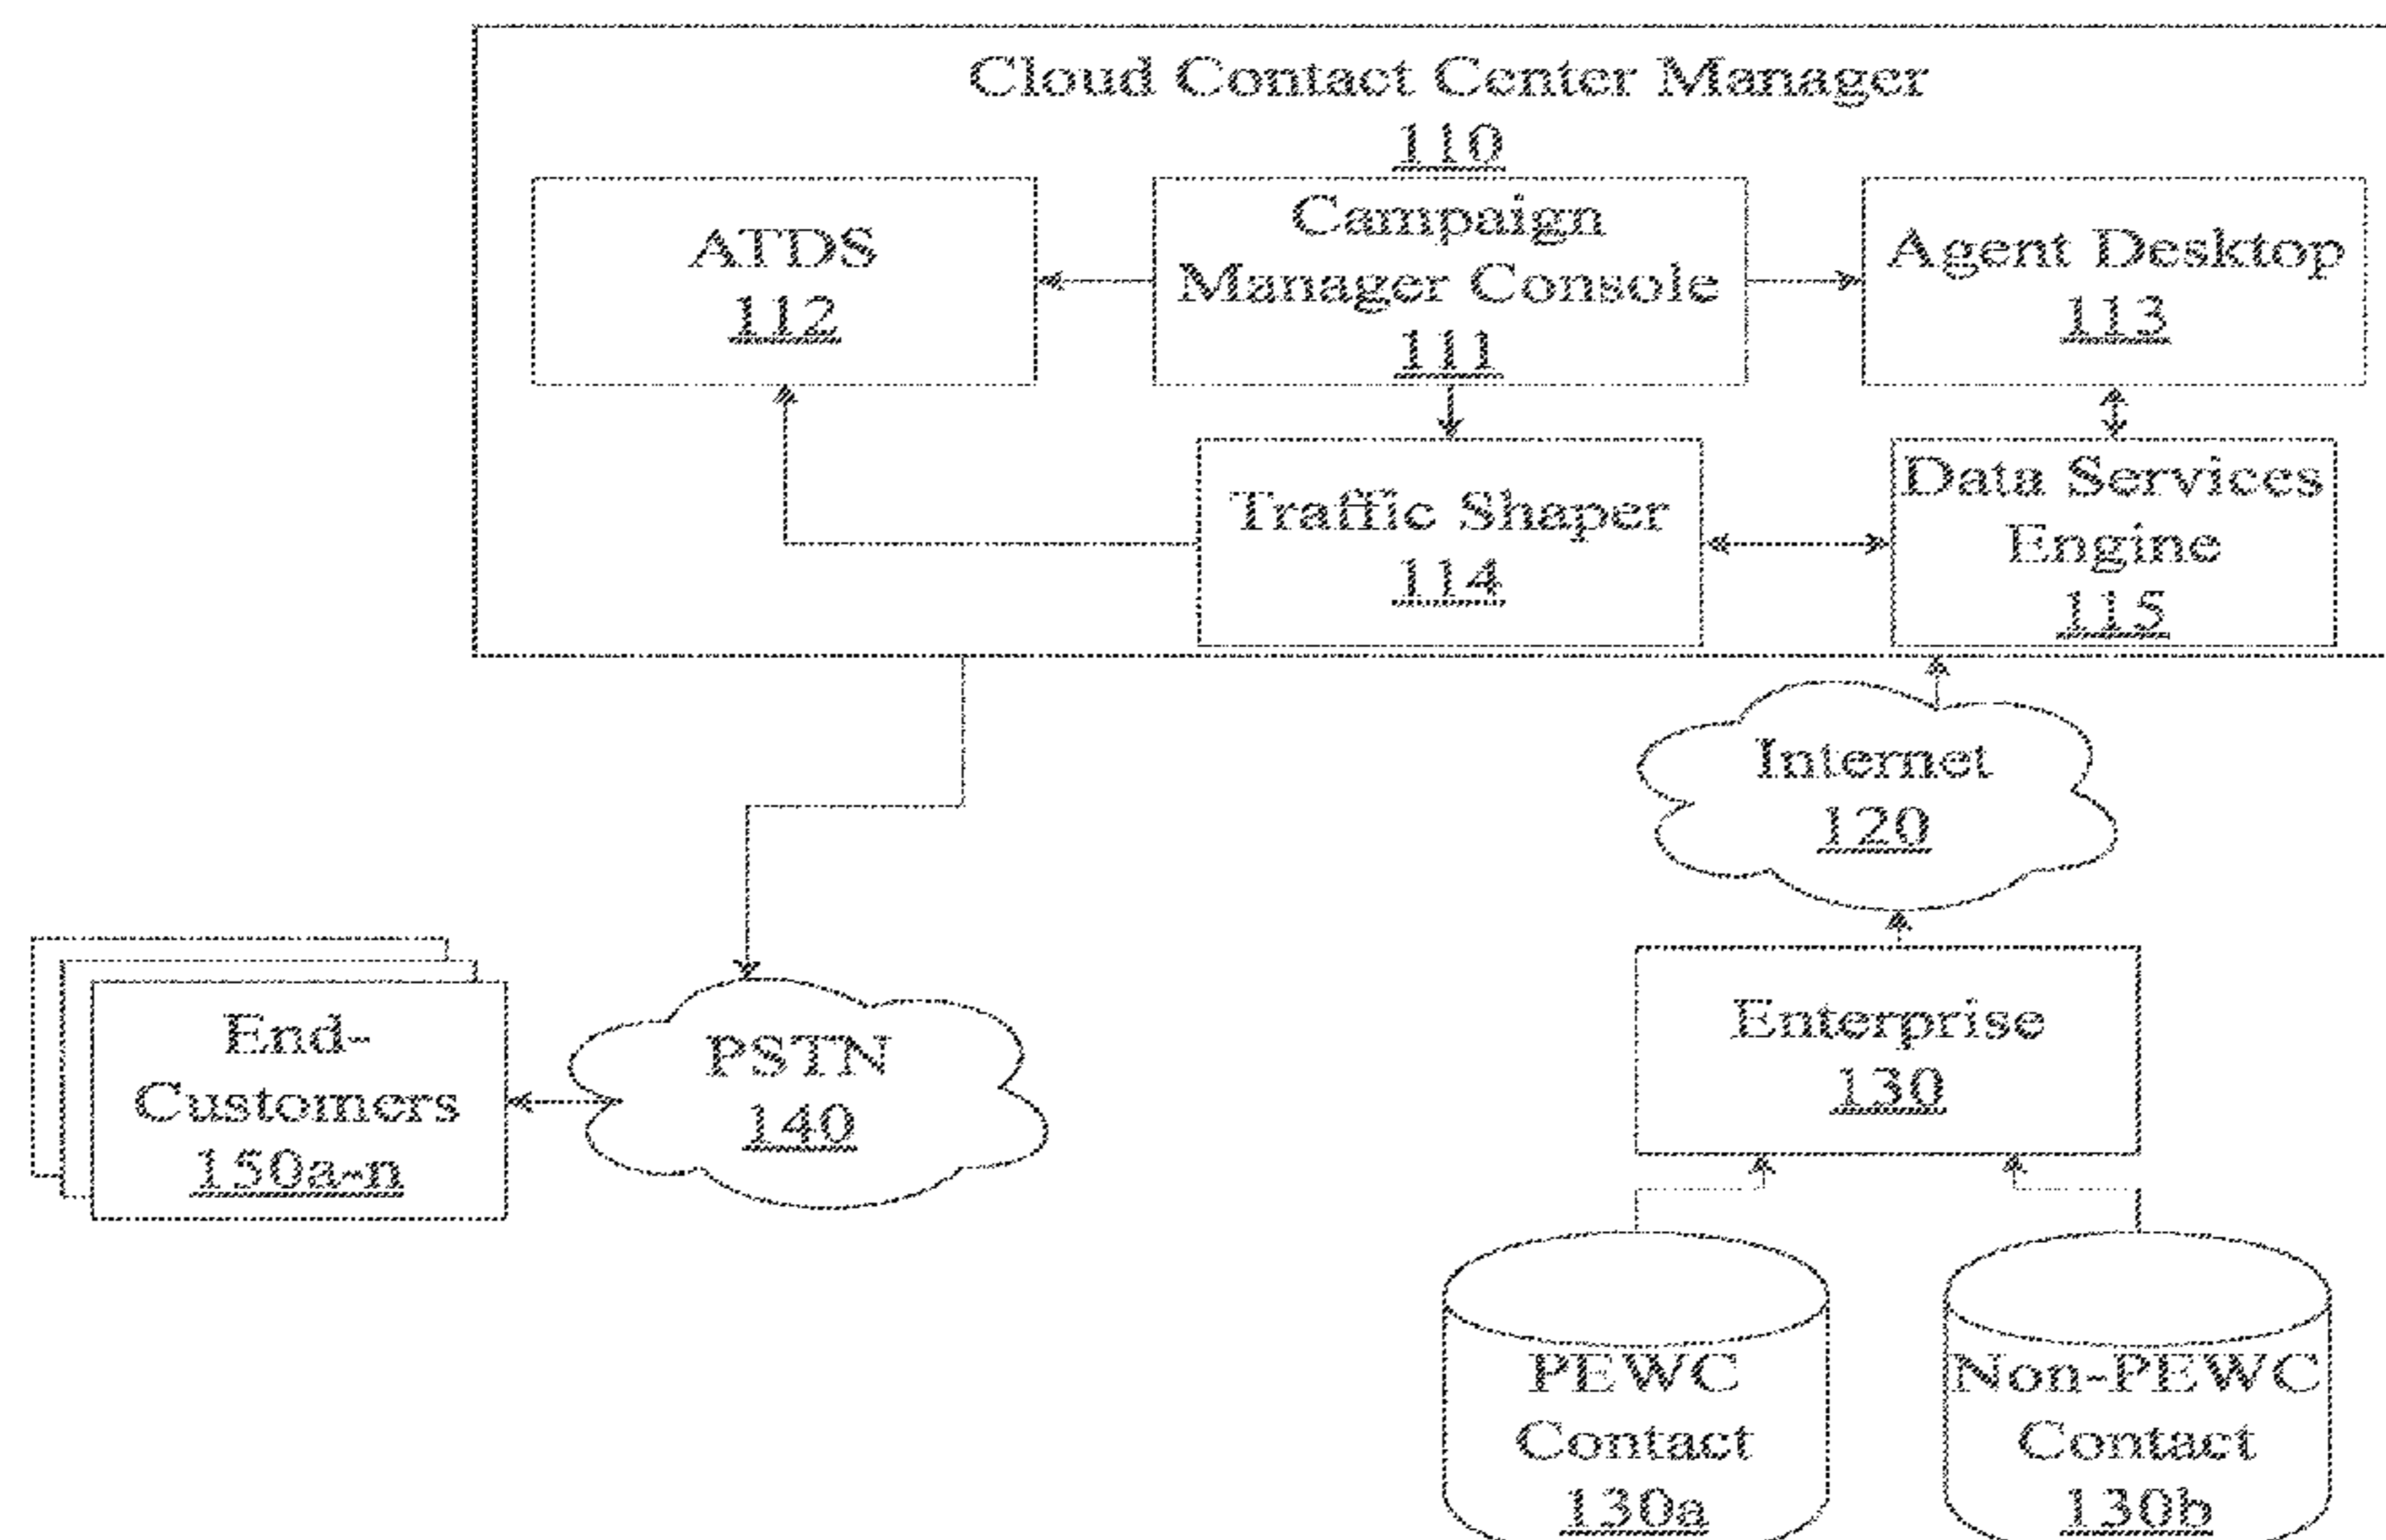 Cloud Contact Center Manager
110
ATDS
112
Campaign
Manager Console
111
Agent Desktop
113
Traffic Shaper
114
Data Services
Engine
115
Internet
120
End-
Customers
150a-n
PSTN
140
Enterprise
130
PEWC
Contact
130a
Non-PEWC
Contact
130b